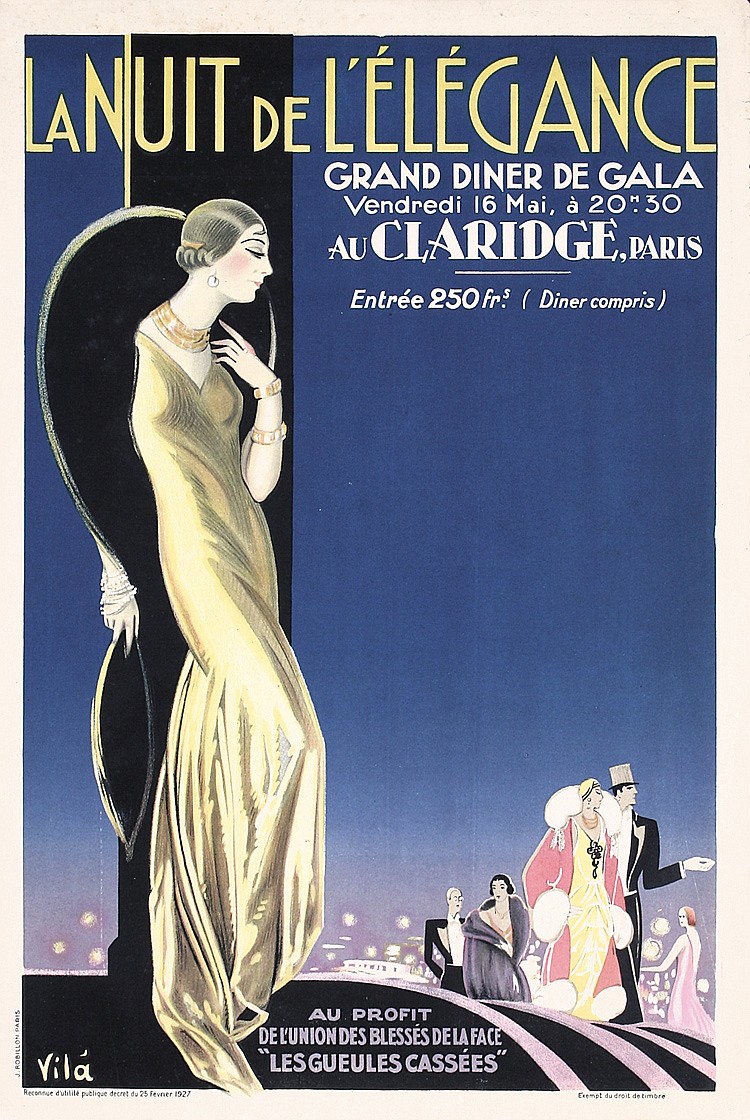 LA NUIT DE L'ÉLÉGANCE
GRAND DINER DE GALA
Vendredi 16 Mai, à 20H.30
AU CLARIDGE, PARIS
Entrée 250 frs. ( Diner compris )
AU PROFIT
DE L'UNION DES BLESSÉS DE LA FACE
"LES GUEULES CASSÉES"
Vilá
J. ROBILLON PARIS
Reconnue d'utilité publique decret du 25 Février 1927
Exempt du droit de timbre.